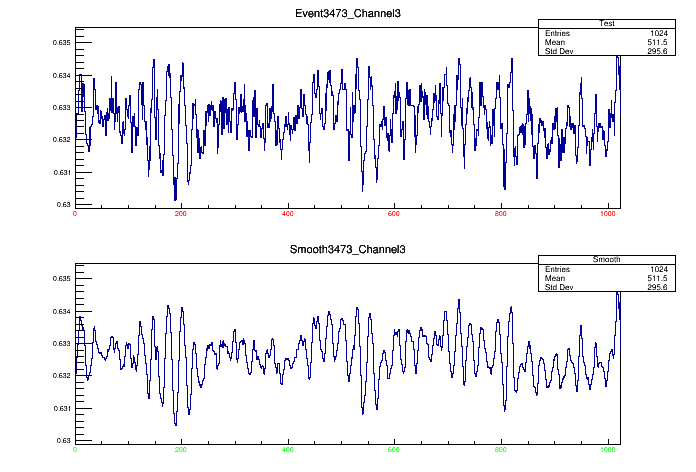 Event3473_Channel3
Test
Entries 1024
Mean 511.5
Std Dev 295.6
0.635
0.634
0.633
0.632
0.631
0.63
0 200 400 600 800 1000
Smooth3473_Channel3
Smooth
Entries 1024
Mean 511.5
Std Dev 295.6
0.635
0.634
0.633
0.632
0.631
0.63
0 200 400 600 800 1000